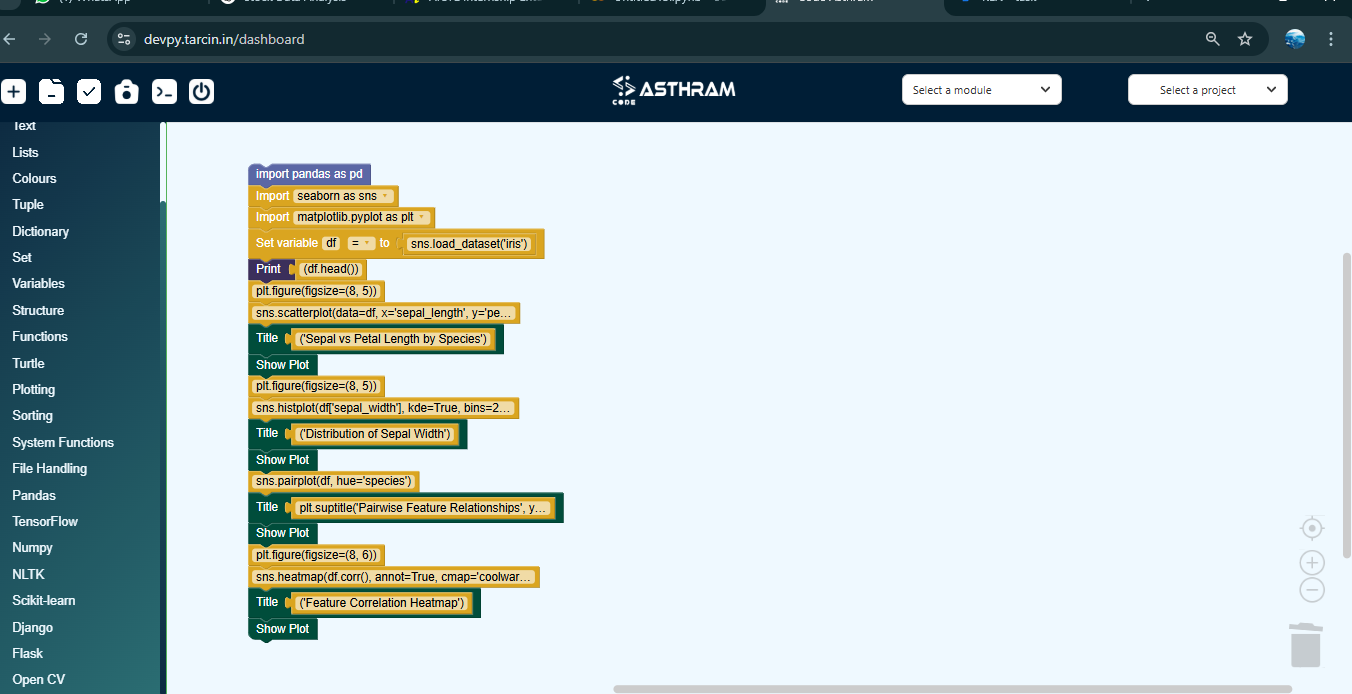 devpy.tarcin.in/dashboard
CODE ASTHRAM
Select a module
Select a project
Text
Lists
Colours
Tuple
Dictionary
Set
Variables
Structure
Functions
Turtle
Plotting
Sorting
System Functions
File Handling
Pandas
TensorFlow
Numpy
NLTK
Scikit-learn
Django
Flask
Open CV
import pandas as pd
Import seaborn as sns
Import matplotlib.pyplot as plt
Set variable df = to sns.load_dataset('iris')
Print (df.head())
plt.figure(figsize=(8, 5))
sns.scatterplot(data=df, x='sepal_length', y='pe...
Title ('Sepal vs Petal Length by Species')
Show Plot
plt.figure(figsize=(8, 5))
sns.histplot(df['sepal_width'], kde=True, bins=2...
Title ('Distribution of Sepal Width')
Show Plot
sns.pairplot(df, hue='species')
Title plt.suptitle('Pairwise Feature Relationships', y...
Show Plot
plt.figure(figsize=(8, 6))
sns.heatmap(df.corr(), annot=True, cmap='coolwar...
Title ('Feature Correlation Heatmap')
Show Plot